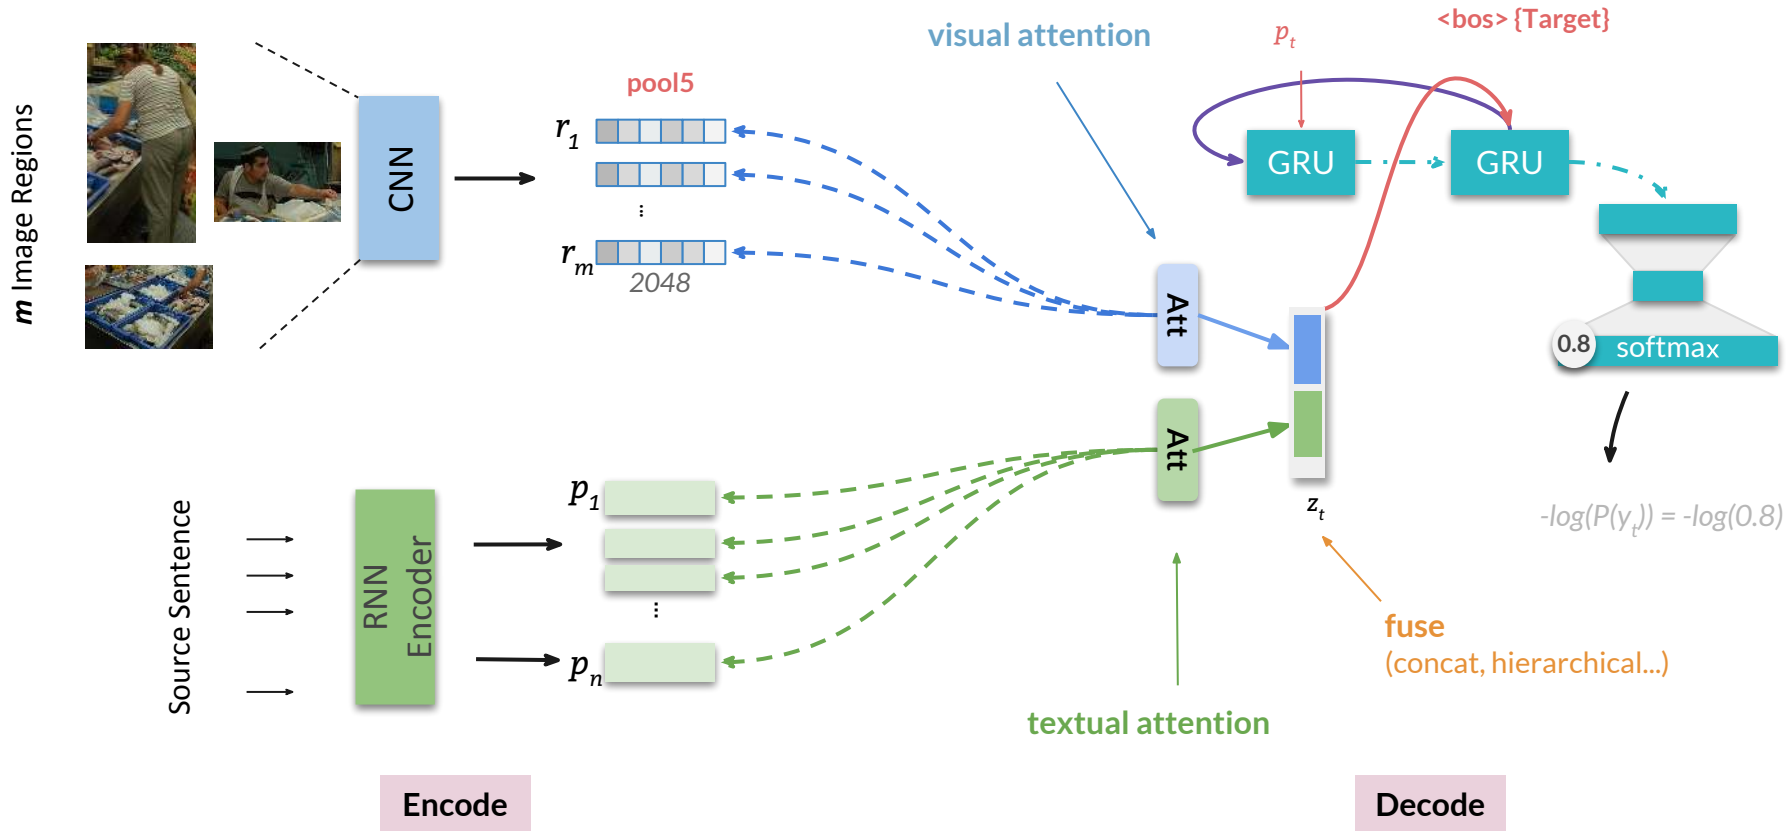 m Image Regions
CNN
pool5
r1
⋮
rm
2048
visual attention
pt
<bos> {Target}
GRU
GRU
0.8
softmax
-log(P(yt)) = -log(0.8)
Att
Att
zt
fuse
(concat, hierarchical...)
textual attention
Source Sentence
RNN
Encoder
p1
⋮
pn
Encode
Decode